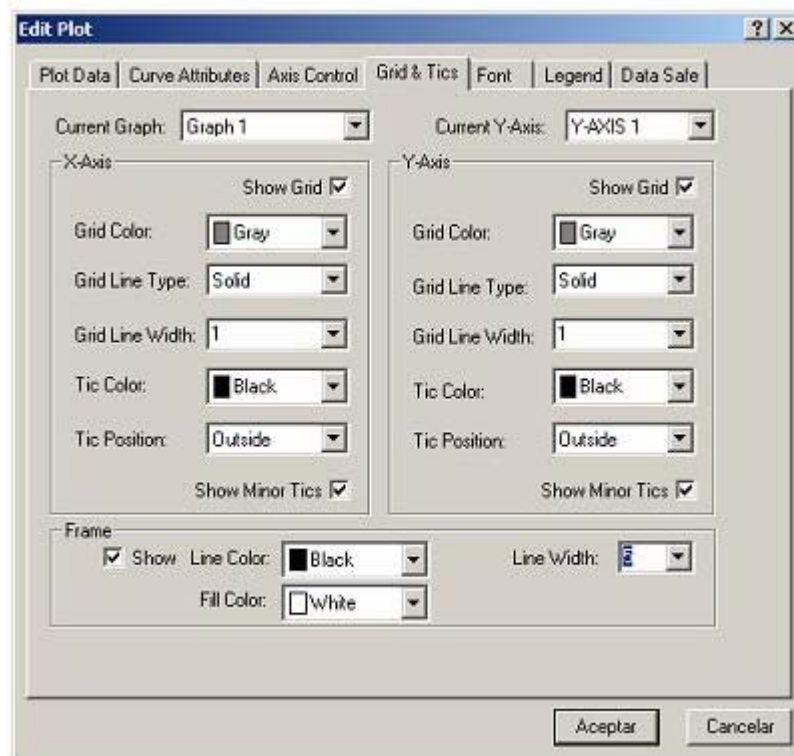 Edit Plot
Plot Data Curve Attributes Axis Control Grid & Tics Font Legend Data Safe
Current Graph: Graph 1 Current Y-Axis: Y-AXIS 1
X-Axis Y-Axis
Show Grid Show Grid
Grid Color: Gray Grid Color: Gray
Grid Line Type: Solid Grid Line Type: Solid
Grid Line Width: 1 Grid Line Width: 1
Tic Color: Black Tic Color: Black
Tic Position: Outside Tic Position: Outside
Show Minor Tics Show Minor Tics
Frame
Show Line Color: Black Line Width:
Fill Color: White
Aceptar Cancelar